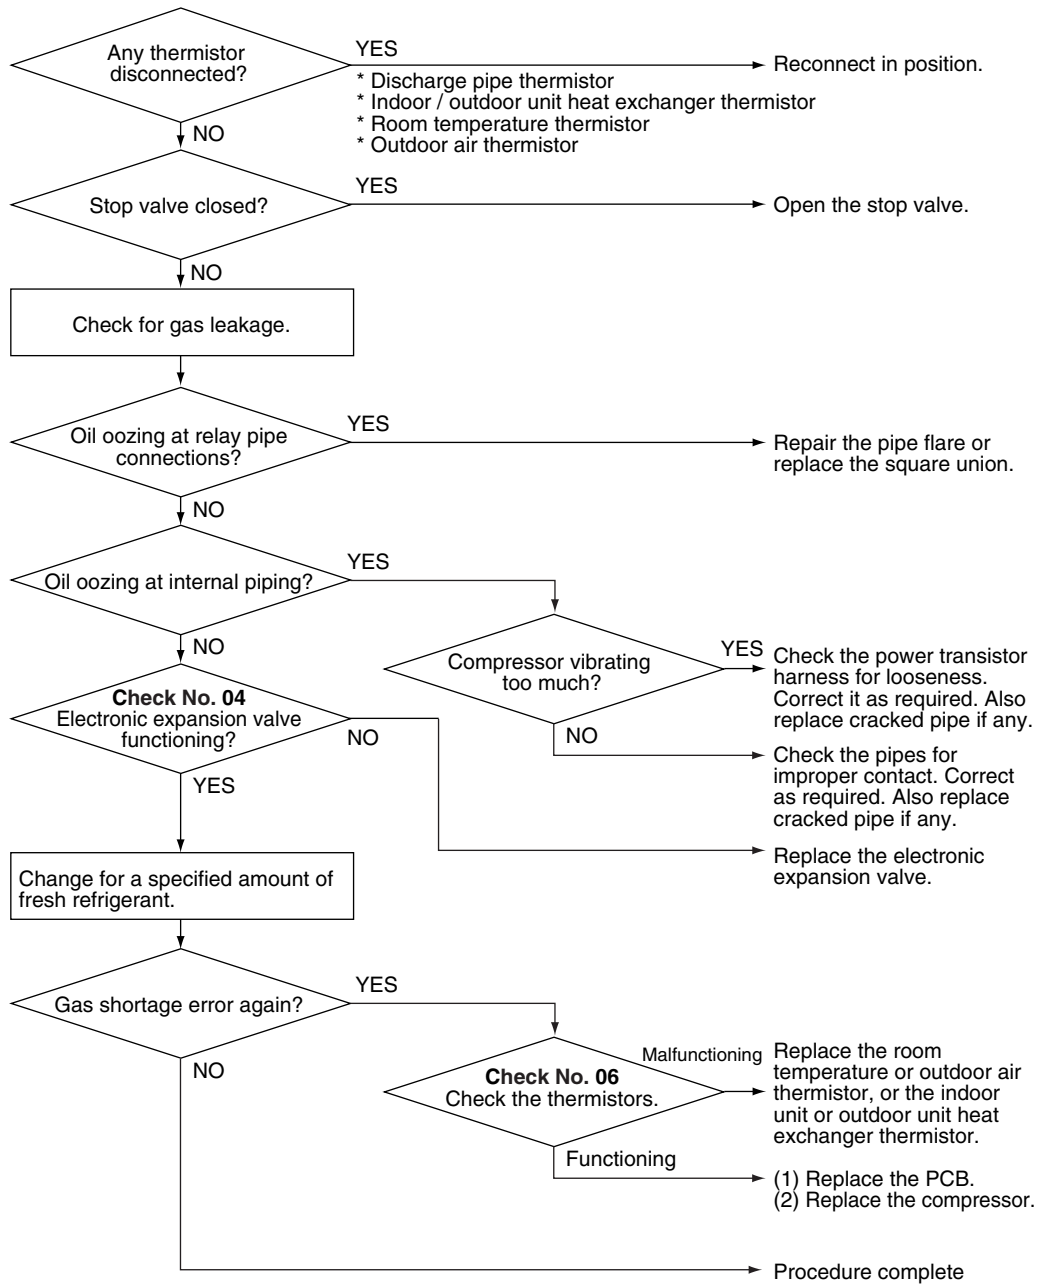 Any thermistor
disconnected?
YES
* Discharge pipe thermistor
* Indoor / outdoor unit heat exchanger thermistor
* Room temperature thermistor
* Outdoor air thermistor
Reconnect in position.
NO
Stop valve closed?
YES
Open the stop valve.
NO
Check for gas leakage.
Oil oozing at relay pipe
connections?
YES
Repair the pipe flare or
replace the square union.
NO
Oil oozing at internal piping?
YES
NO
Compressor vibrating
too much?
YES
Check the power transistor
harness for looseness.
Correct it as required. Also
replace cracked pipe if any.
NO
Check the pipes for
improper contact. Correct
as required. Also replace
cracked pipe if any.
Check No. 04
Electronic expansion valve
functioning?
NO
Replace the electronic
expansion valve.
YES
Change for a specified amount of
fresh refrigerant.
Gas shortage error again?
YES
Check No. 06
Check the thermistors.
Malfunctioning
Replace the room
temperature or outdoor air
thermistor, or the indoor
unit or outdoor unit heat
exchanger thermistor.
Functioning
(1) Replace the PCB.
(2) Replace the compressor.
NO
Procedure complete